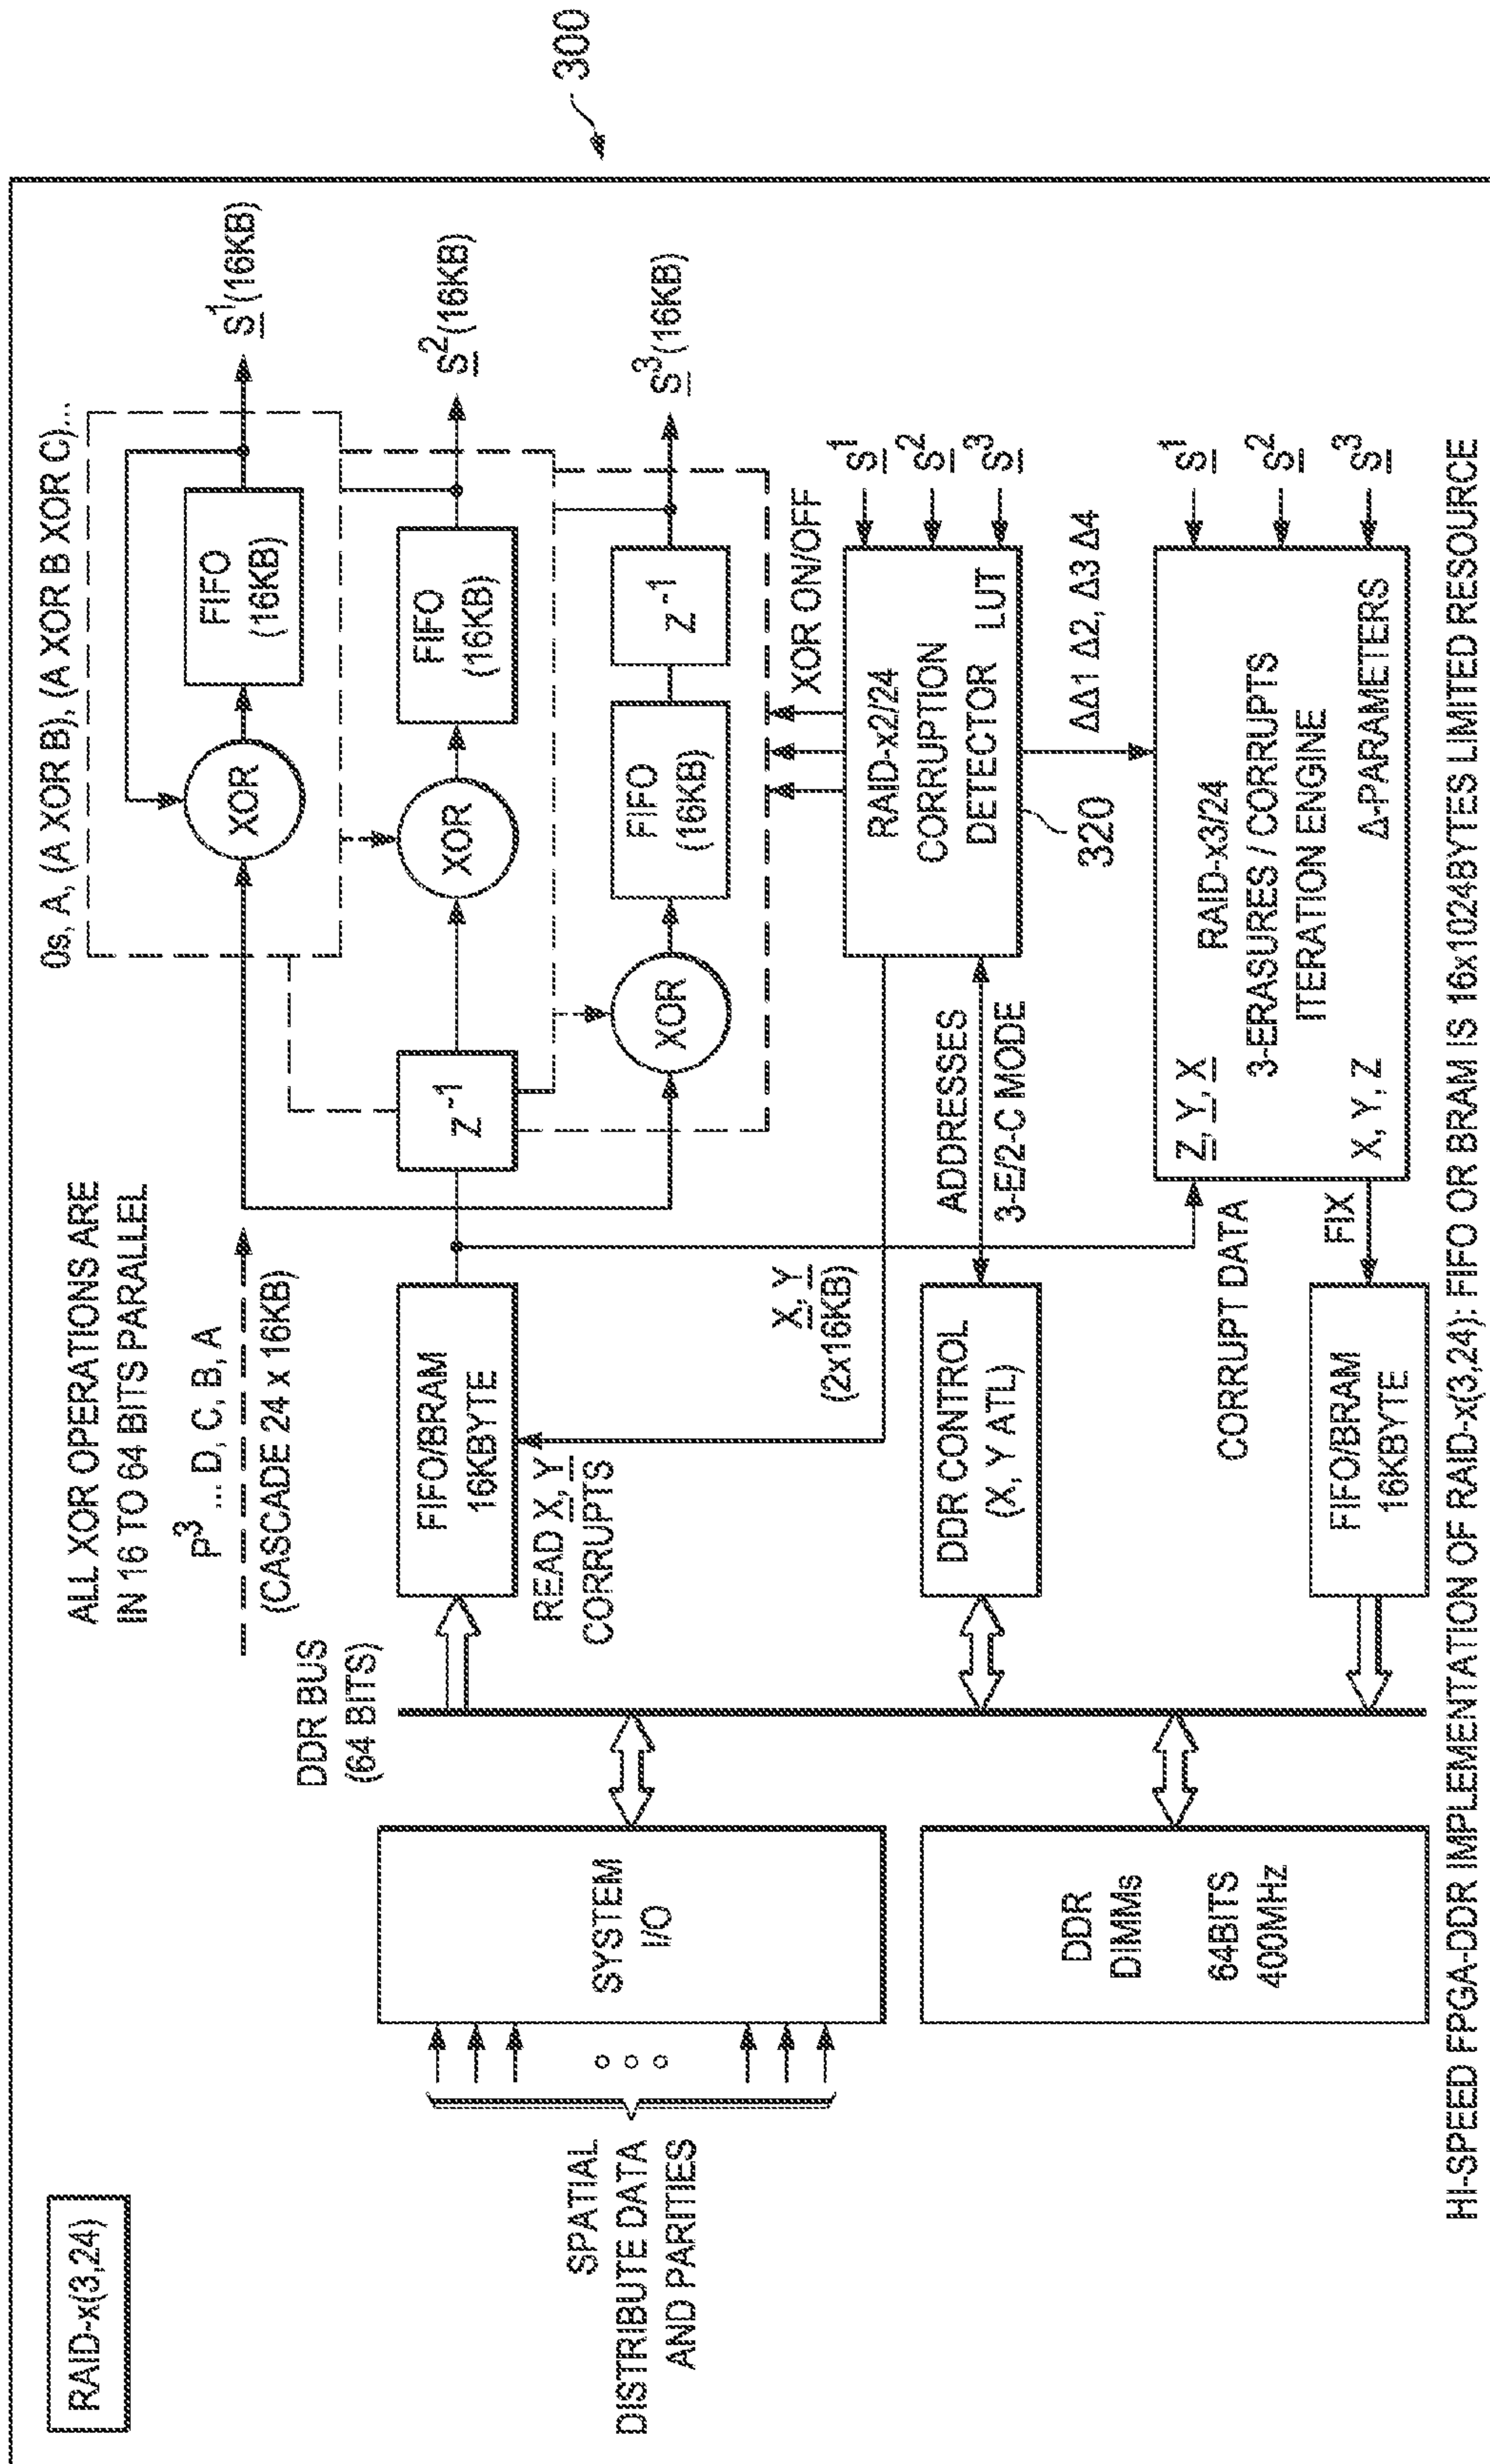 RAID-x(3,24)
ALL XOR OPERATIONS ARE
IN 16 TO 64 BITS PARALLEL
P³ ... D, C, B, A
(CASCADE 24 x 16KB)
0s, A, (A XOR B), (A XOR B XOR C)...
300
DDR BUS
(64 BITS)
SPATIAL
DISTRIBUTE DATA
AND PARITIES
SYSTEM
I/O
DDR
DIMMs
64BITS
400MHz
FIFO/BRAM
16KBYTE
READ X, Y
CORRUPTS
X, Y
(2x16KB)
Z⁻¹
XOR
FIFO
(16KB)
S¹(16KB)
XOR
FIFO
(16KB)
S²(16KB)
XOR
FIFO
(16KB)
Z⁻¹
S³(16KB)
XOR ON/OFF
DDR CONTROL
(X, Y ATL)
ADDRESSES
3-E/2-C MODE
RAID-x2/24
CORRUPTION
DETECTOR
LUT
S¹
S²
S³
320
ΔΔ1 Δ2, Δ3 Δ4
CORRUPT DATA
FIX
FIFO/BRAM
16KBYTE
Z, Y, X
RAID-x3/24
3-ERASURES / CORRUPTS
ITERATION ENGINE
X, Y, Z
Δ-PARAMETERS
S¹
S²
S³
HI-SPEED FPGA-DDR IMPLEMENTATION OF RAID-x(3,24): FIFO OR BRAM IS 16x1024BYTES LIMITED RESOURCE